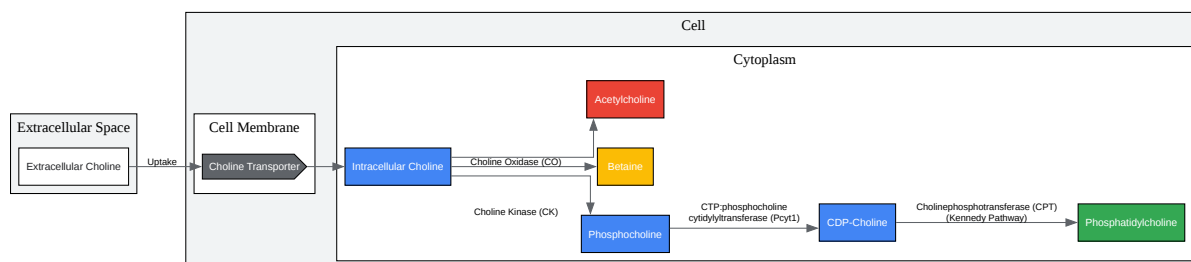 Cell
Cytoplasm
Acetylcholine
Extracellular Space
Cell Membrane
Extracellular Choline
Uptake
Choline Transporter
Intracellular Choline
Choline Oxidase (CO)
Betaine
Choline Kinase (CK)
Phosphocholine
CTP:phosphocholine
cytidylyltransferase (Pcyt1)
CDP-Choline
Cholinephosphotransferase (CPT)
(Kennedy Pathway)
Phosphatidylcholine